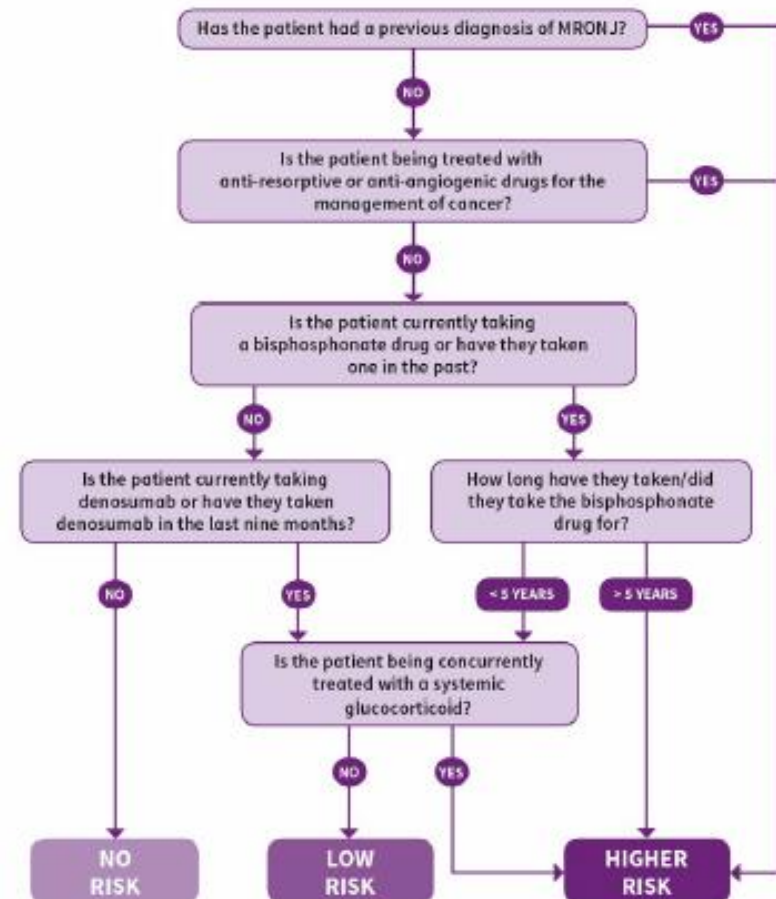 Has the patient had a previous diagnosis of MRONJ?
YES
NO
Is the patient being treated with
anti-resorptive or anti-angiogenic drugs for the
management of cancer?
YES
NO
Is the patient currently taking
a bisphosphonate drug or have they taken
one in the past?
NO
YES
Is the patient currently taking
denosumab or have they taken
denosumab in the last nine months?
How long have they taken/did
they take the bisphosphonate
drug for?
NO
YES
< 5 YEARS
> 5 YEARS
Is the patient being concurrently
treated with a systemic
glucocorticoid?
NO
YES
NO
RISK
LOW
RISK
HIGHER
RISK